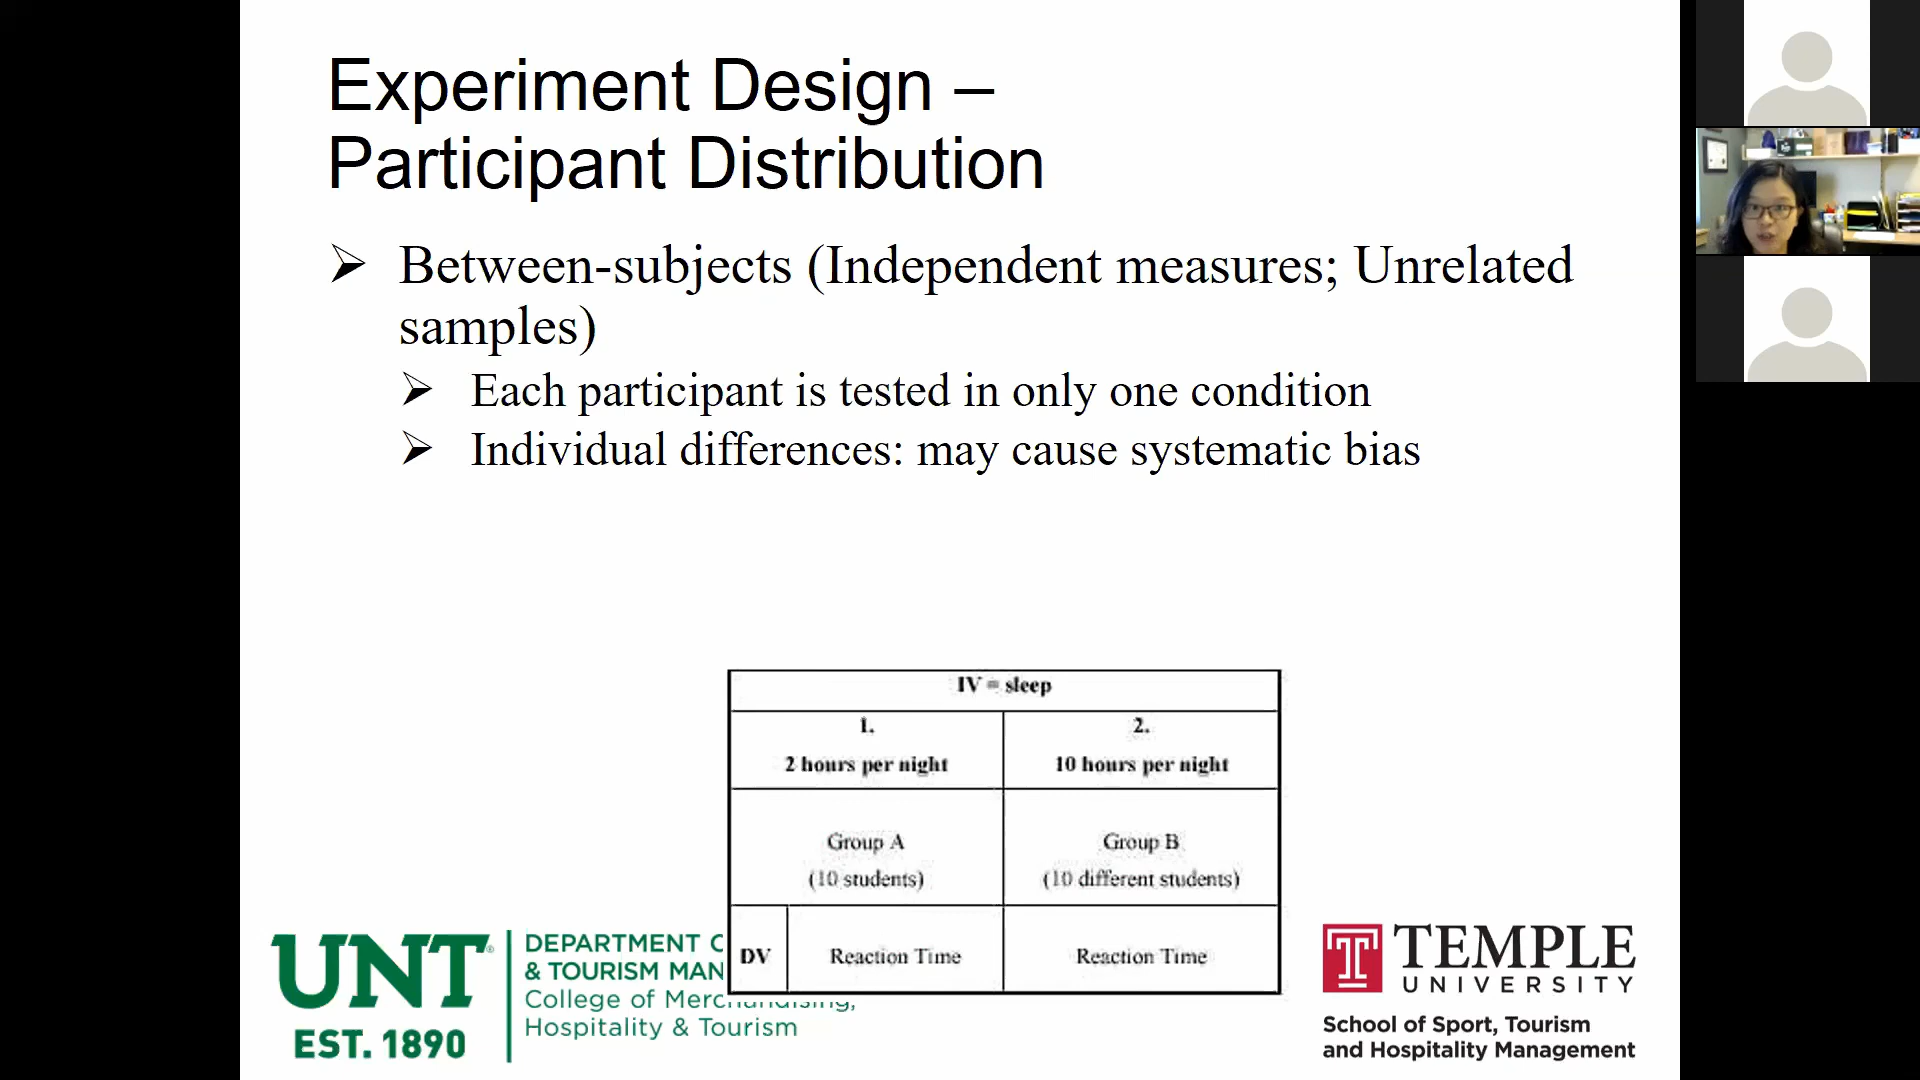 Experiment Design –
Participant Distribution
➢ Between-subjects (Independent measures; Unrelated
samples)
➢ Each participant is tested in only one condition
➢ Individual differences: may cause systematic bias
IV = sleep
1.
2 hours per night
2.
10 hours per night
Group A
(10 students)
Group B
(10 different students)
DV
Reaction Time
Reaction Time
UNT®
EST. 1890
DEPARTMENT
& TOURISM
College of Merchandising,
Hospitality & Tourism
TEMPLE
UNIVERSITY
School of Sport, Tourism
and Hospitality Management